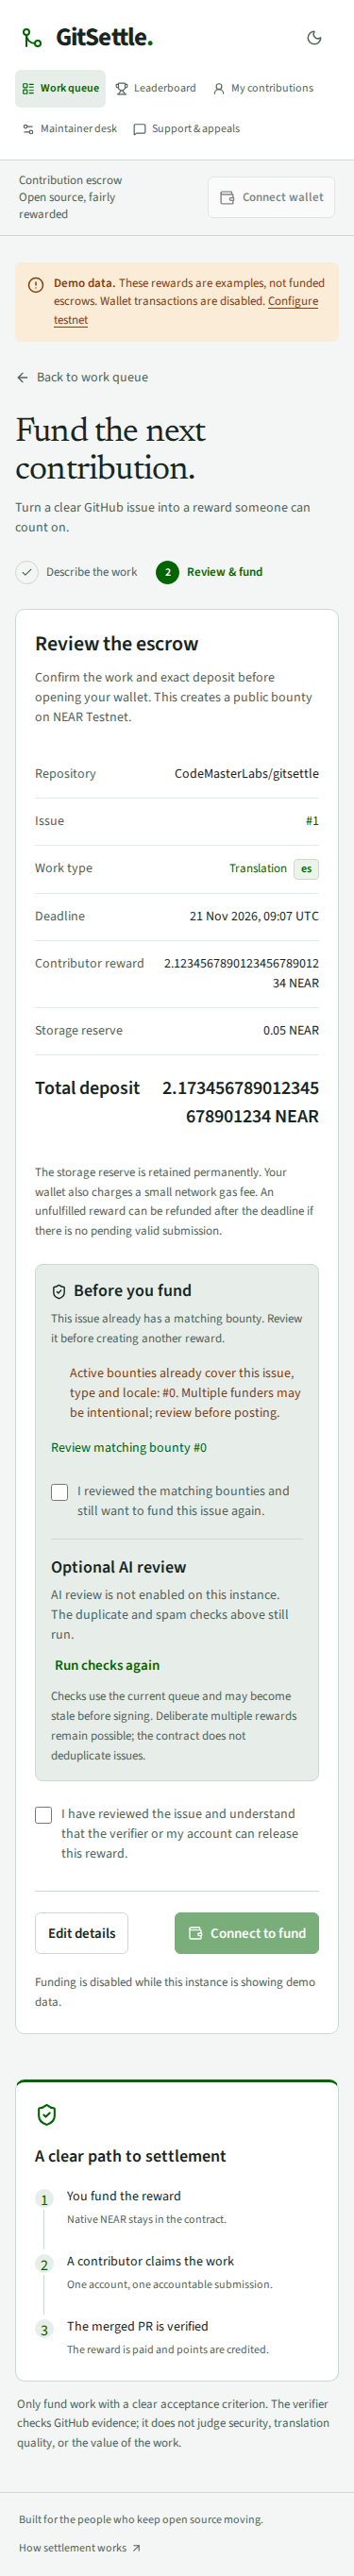 GitSettle.
Work queue
Leaderboard
My contributions
Maintainer desk
Support & appeals
Contribution escrow
Open source, fairly
rewarded
Connect wallet
Demo data. These rewards are examples, not funded
escrows. Wallet transactions are disabled. Configure
testnet
Back to work queue
Fund the next
contribution.
Turn a clear GitHub issue into a reward someone can
count on.
Describe the work
2 Review & fund
Review the escrow
Confirm the work and exact deposit before
opening your wallet. This creates a public bounty
on NEAR Testnet.
Repository CodeMasterLabs/gitsettle
Issue #1
Work type Translation es
Deadline 21 Nov 2026, 09:07 UTC
Contributor reward 2.1234567890123456789012
34 NEAR
Storage reserve 0.05 NEAR
Total deposit 2.173456789012345
678901234 NEAR
The storage reserve is retained permanently. Your
wallet also charges a small network gas fee. An
unfulfilled reward can be refunded after the deadline if
there is no pending valid submission.
Before you fund
This issue already has a matching bounty. Review
it before creating another reward.
Active bounties already cover this issue,
type and locale: #0. Multiple funders may
be intentional; review before posting.
Review matching bounty #0
I reviewed the matching bounties and
still want to fund this issue again.
Optional AI review
AI review is not enabled on this instance.
The duplicate and spam checks above still
run.
Run checks again
Checks use the current queue and may become
stale before signing. Deliberate multiple rewards
remain possible; the contract does not
deduplicate issues.
I have reviewed the issue and understand
that the verifier or my account can release
this reward.
Edit details
Connect to fund
Funding is disabled while this instance is showing demo
data.
A clear path to settlement
1 You fund the reward
Native NEAR stays in the contract.
2 A contributor claims the work
One account, one accountable submission.
3 The merged PR is verified
The reward is paid and points are credited.
Only fund work with a clear acceptance criterion. The verifier
checks GitHub evidence; it does not judge security, translation
quality, or the value of the work.
Built for the people who keep open source moving.
How settlement works